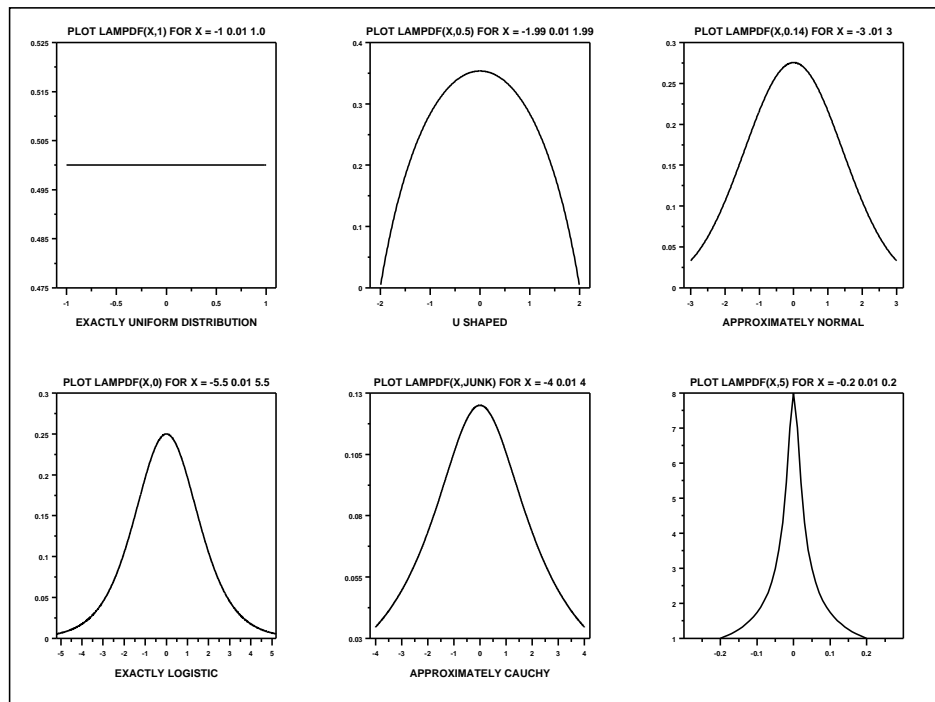 PLOT LAMPDF(X,1) FOR X = -1 0.01 1.0
0.525
0.515
0.505
0.495
0.485
0.475
-1 -0.5 0 0.5 1
EXACTLY UNIFORM DISTRIBUTION
PLOT LAMPDF(X,0.5) FOR X = -1.99 0.01 1.99
0.4
0.3
0.2
0.1
0
-2 -1 0 1 2
U SHAPED
PLOT LAMPDF(X,0.14) FOR X = -3 .01 3
0.3
0.25
0.2
0.15
0.1
0.05
0
-3 -2 -1 0 1 2 3
APPROXIMATELY NORMAL
PLOT LAMPDF(X,0) FOR X = -5.5 0.01 5.5
0.3
0.25
0.2
0.15
0.1
0.05
0
-5 -4 -3 -2 -1 0 1 2 3 4 5
EXACTLY LOGISTIC
PLOT LAMPDF(X,JUNK) FOR X = -4 0.01 4
0.13
0.105
0.08
0.055
0.03
-4 -3 -2 -1 0 1 2 3 4
APPROXIMATELY CAUCHY
PLOT LAMPDF(X,5) FOR X = -0.2 0.01 0.2
8
7
6
5
4
3
2
1
-0.2 -0.1 0 0.1 0.2